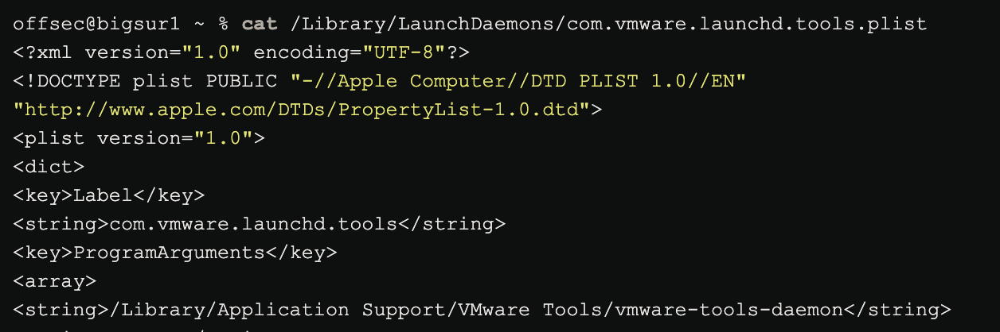 offsec@bigsur1 ~ % cat /Library/LaunchDaemons/com.vmware.launchd.tools.plist
<?xml version="1.0" encoding="UTF-8"?>
<!DOCTYPE plist PUBLIC "-//Apple Computer//DTD PLIST 1.0//EN"
"http://www.apple.com/DTDs/PropertyList-1.0.dtd">
<plist version="1.0">
<dict>
<key>Label</key>
<string>com.vmware.launchd.tools</string>
<key>ProgramArguments</key>
<array>
<string>/Library/Application Support/VMware Tools/vmware-tools-daemon</string>